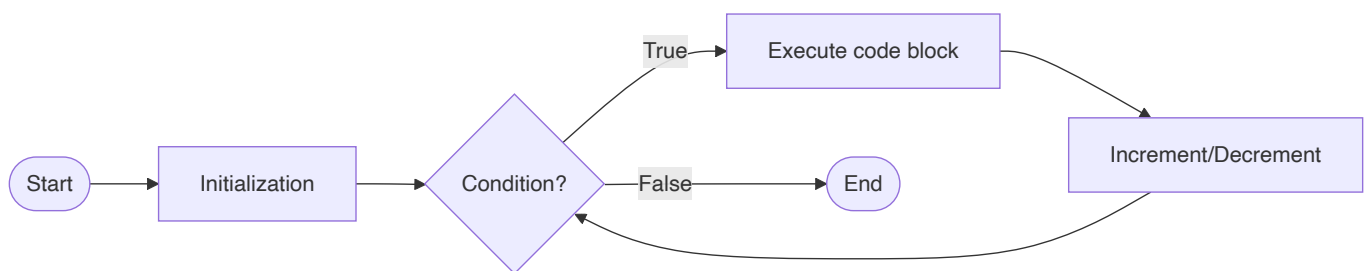 Start
Initialization
Condition?
True
Execute code block
False
End
Increment/Decrement